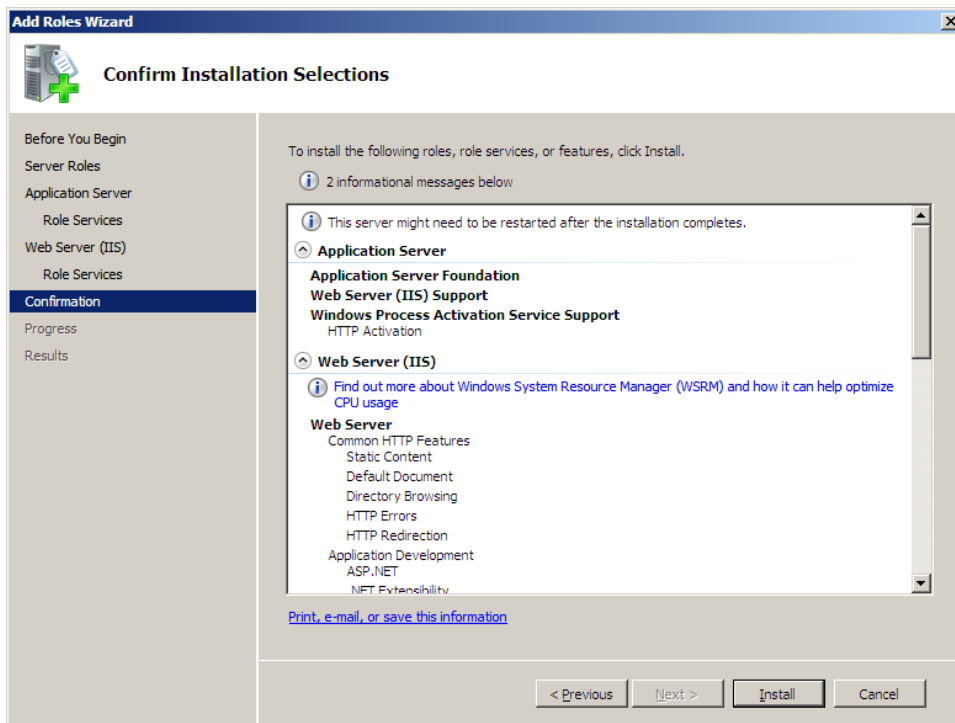 Add Roles Wizard
Confirm Installation Selections
Before You Begin
Server Roles
Application Server
Role Services
Web Server (IIS)
Role Services
Confirmation
Progress
Results
To install the following roles, role services, or features, click Install.
2 informational messages below
This server might need to be restarted after the installation completes.
Application Server
Application Server Foundation
Web Server (IIS) Support
Windows Process Activation Service Support
HTTP Activation
Web Server (IIS)
Find out more about Windows System Resource Manager (WSRM) and how it can help optimize
CPU usage
Web Server
Common HTTP Features
Static Content
Default Document
Directory Browsing
HTTP Errors
HTTP Redirection
Application Development
ASP.NET
.NET Extensibility
Print, e-mail, or save this information
< Previous
Next >
Install
Cancel